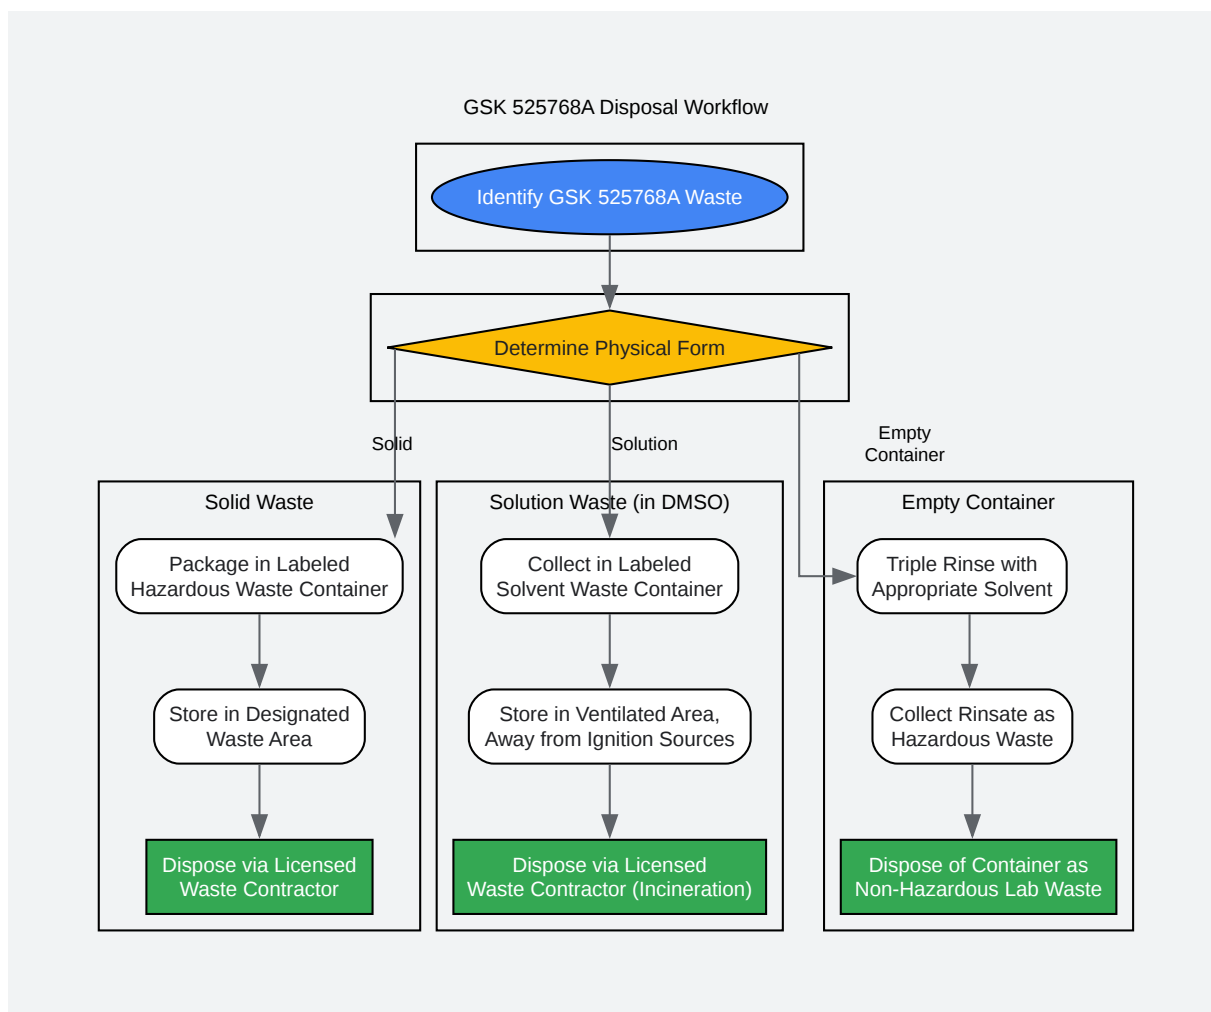 GSK 525768A Disposal Workflow
Identify GSK 525768A Waste
Determine Physical Form
Solid
Solution
Empty
Container
Solid Waste
Package in Labeled
Hazardous Waste Container
Store in Designated
Waste Area
Dispose via Licensed
Waste Contractor
Solution Waste (in DMSO)
Collect in Labeled
Solvent Waste Container
Store in Ventilated Area,
Away from Ignition Sources
Dispose via Licensed
Waste Contractor (Incineration)
Empty Container
Triple Rinse with
Appropriate Solvent
Collect Rinsate as
Hazardous Waste
Dispose of Container as
Non-Hazardous Lab Waste